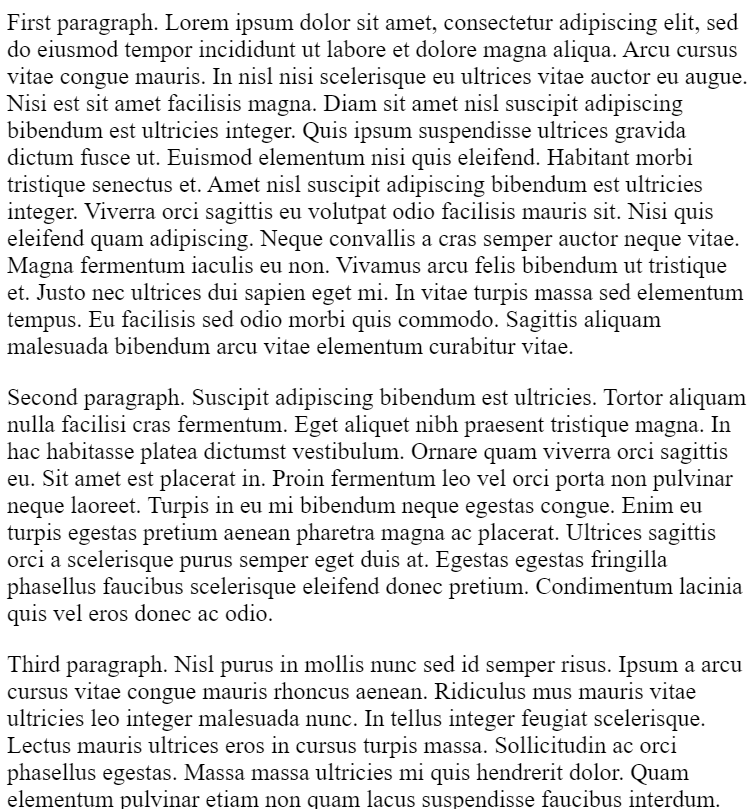 First paragraph. Lorem ipsum dolor sit amet, consectetur adipiscing elit, sed
do eiusmod tempor incididunt ut labore et dolore magna aliqua. Arcu cursus
vitae congue mauris. In nisl nisi scelerisque eu ultrices vitae auctor eu augue.
Nisi est sit amet facilisis magna. Diam sit amet nisl suscipit adipiscing
bibendum est ultricies integer. Quis ipsum suspendisse ultrices gravida
dictum fusce ut. Euismod elementum nisi quis eleifend. Habitant morbi
tristique senectus et. Amet nisl suscipit adipiscing bibendum est ultricies
integer. Viverra orci sagittis eu volutpat odio facilisis mauris sit. Nisi quis
eleifend quam adipiscing. Neque convallis a cras semper auctor neque vitae.
Magna fermentum iaculis eu non. Vivamus arcu felis bibendum ut tristique
et. Justo nec ultrices dui sapien eget mi. In vitae turpis massa sed elementum
tempus. Eu facilisis sed odio morbi quis commodo. Sagittis aliquam
malesuada bibendum arcu vitae elementum curabitur vitae.
Second paragraph. Suscipit adipiscing bibendum est ultricies. Tortor aliquam
nulla facilisi cras fermentum. Eget aliquet nibh praesent tristique magna. In
hac habitasse platea dictumst vestibulum. Ornare quam viverra orci sagittis
eu. Sit amet est placerat in. Proin fermentum leo vel orci porta non pulvinar
neque laoreet. Turpis in eu mi bibendum neque egestas congue. Enim eu
turpis egestas pretium aenean pharetra magna ac placerat. Ultrices sagittis
orci a scelerisque purus semper eget duis at. Egestas egestas fringilla
phasellus faucibus scelerisque eleifend donec pretium. Condimentum lacinia
quis vel eros donec ac odio.
Third paragraph. Nisl purus in mollis nunc sed id semper risus. Ipsum a arcu
cursus vitae congue mauris rhoncus aenean. Ridiculus mus mauris vitae
ultricies leo integer malesuada nunc. In tellus integer feugiat scelerisque.
Lectus mauris ultrices eros in cursus turpis massa. Sollicitudin ac orci
phasellus egestas. Massa massa ultricies mi quis hendrerit dolor. Quam
elementum pulvinar etiam non quam lacus suspendisse faucibus interdum.